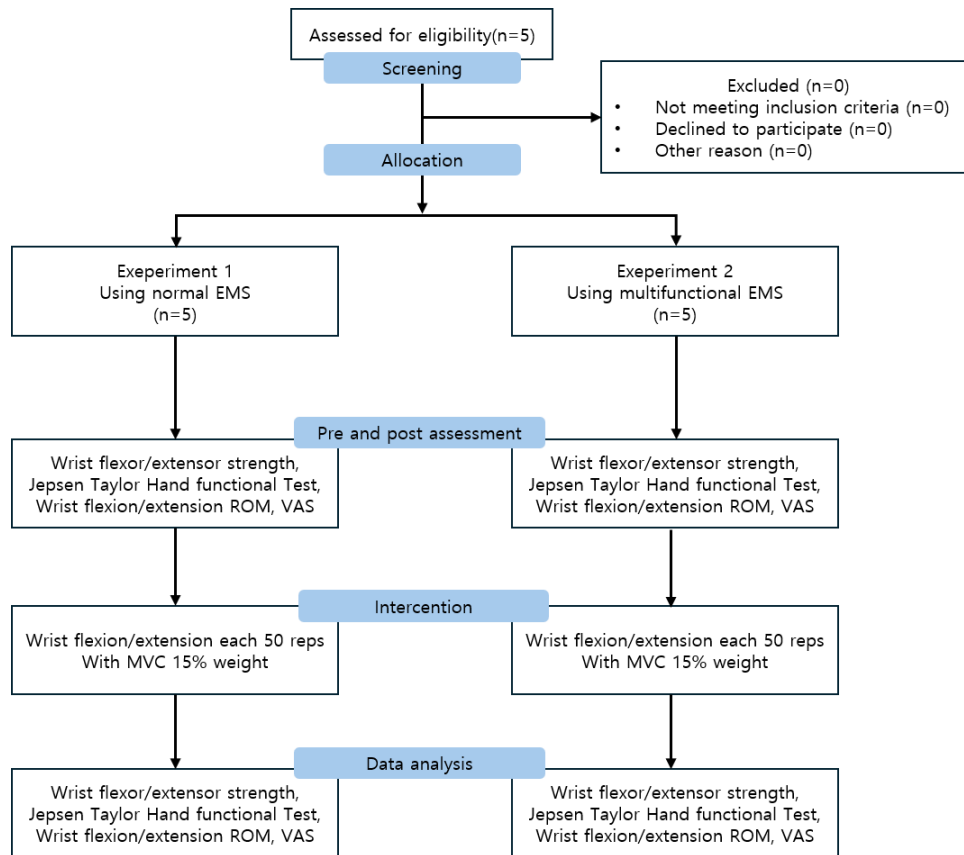 Assessed for eligibility(n=5)
Screening
Excluded (n=0)
• Not meeting inclusion criteria (n=0)
• Declined to participate (n=0)
• Other reason (n=0)
Allocation
Exeperiment 1
Using normal EMS
(n=5)
Exeperiment 2
Using multifunctional EMS
(n=5)
Pre and post assessment
Wrist flexor/extensor strength,
Jepsen Taylor Hand functional Test,
Wrist flexion/extension ROM, VAS
Wrist flexor/extensor strength,
Jepsen Taylor Hand functional Test,
Wrist flexion/extension ROM, VAS
Intercention
Wrist flexion/extension each 50 reps
With MVC 15% weight
Wrist flexion/extension each 50 reps
With MVC 15% weight
Data analysis
Wrist flexor/extensor strength,
Jepsen Taylor Hand functional Test,
Wrist flexion/extension ROM, VAS
Wrist flexor/extensor strength,
Jepsen Taylor Hand functional Test,
Wrist flexion/extension ROM, VAS